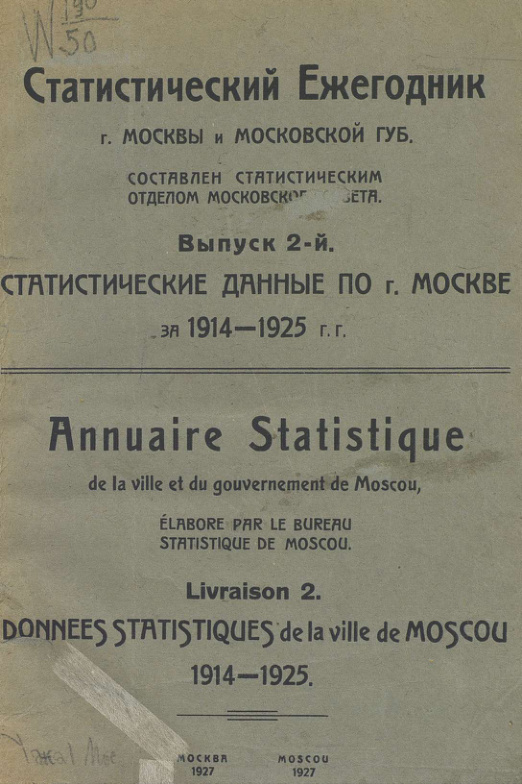 W 190
50
Статистический Ежегодник
г. МОСКВЫ и МОСКОВСКОЙ ГУБ.
СОСТАВЛЕН СТАТИСТИЧЕСКИМ
ОТДЕЛОМ
Выпуск 2-й.
СТАТИСТИЧЕСКИЕ ДАННЫЕ ПО г. МОСКВЕ
за 1914—1925 г.г.
Annuaire Statistique
de la ville et du gouvernement de Moscou,
ÉLABORE PAR LE BUREAU
STATISTIQUE DE MOSCOU.
Livraison 2.
DONNEES STATISTIQUES de la ville de MOSCOU
1914—1925.
МОСКВА MOSCOU
1927 1927